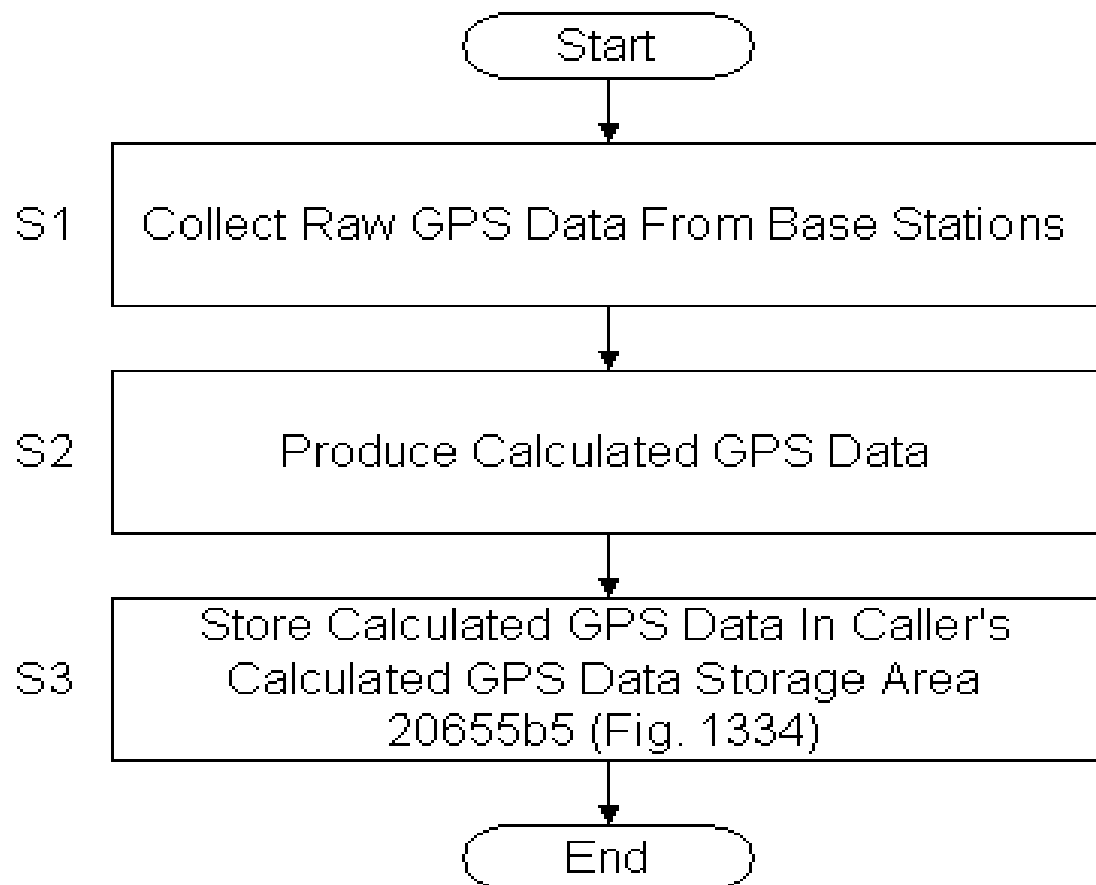 Start
S1 Collect Raw GPS Data From Base Stations
S2 Produce Calculated GPS Data
Store Calculated GPS Data In Caller's
S3 Calculated GPS Data Storage Area
20655b5 (Fig. 1334)
End